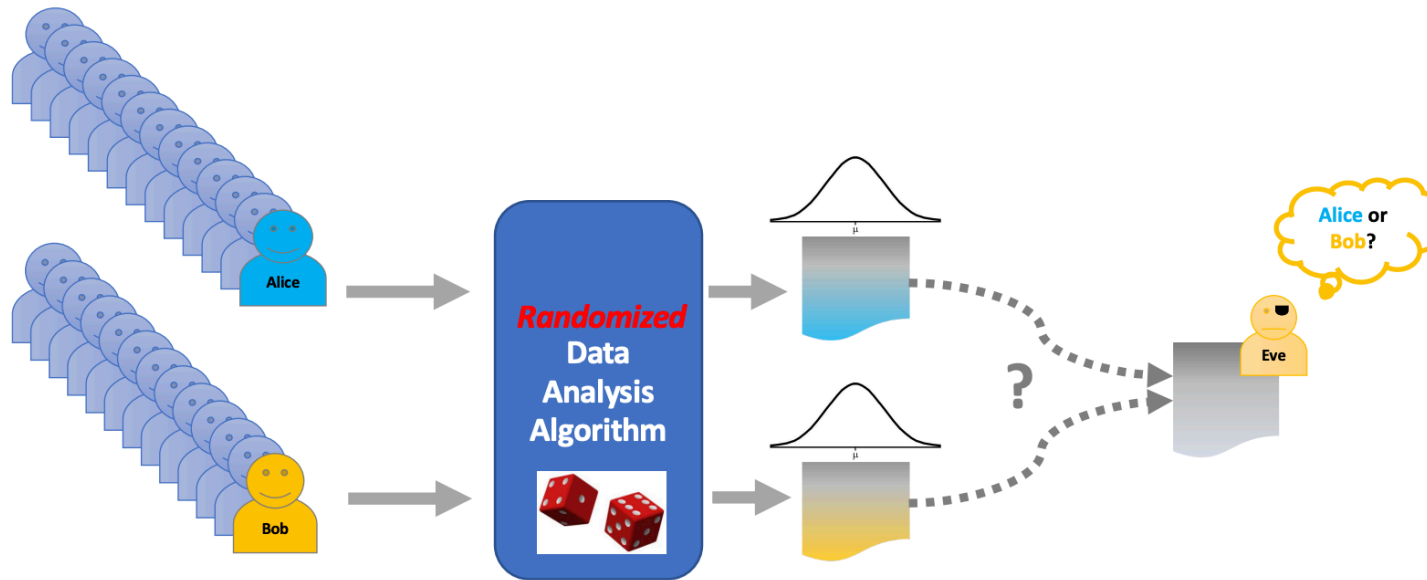 Alice
Bob
Randomized
Data
Analysis
Algorithm
μ
μ
?
Alice or
Bob?
Eve